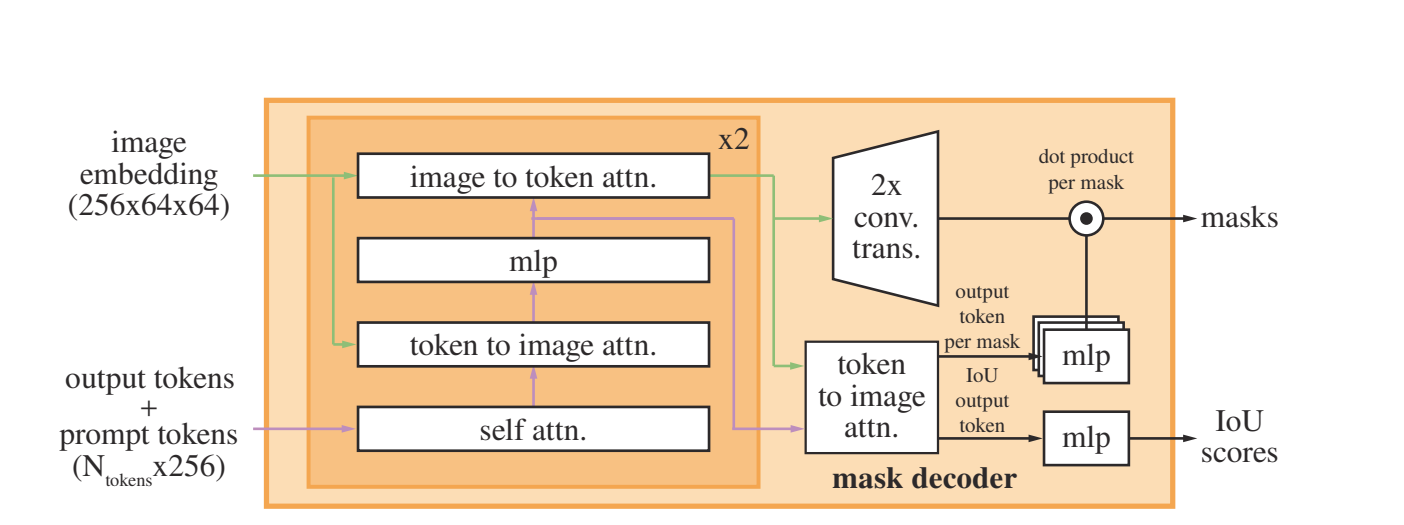 image
embedding
(256x64x64)
output tokens
+
prompt tokens
(Ntokensx256)
x2
image to token attn.
mlp
token to image attn.
self attn.
2x
conv.
trans.
dot product
per mask
masks
output
token
per mask
mlp
token
to image
attn.
IoU
output
token
mlp
IoU
scores
mask decoder